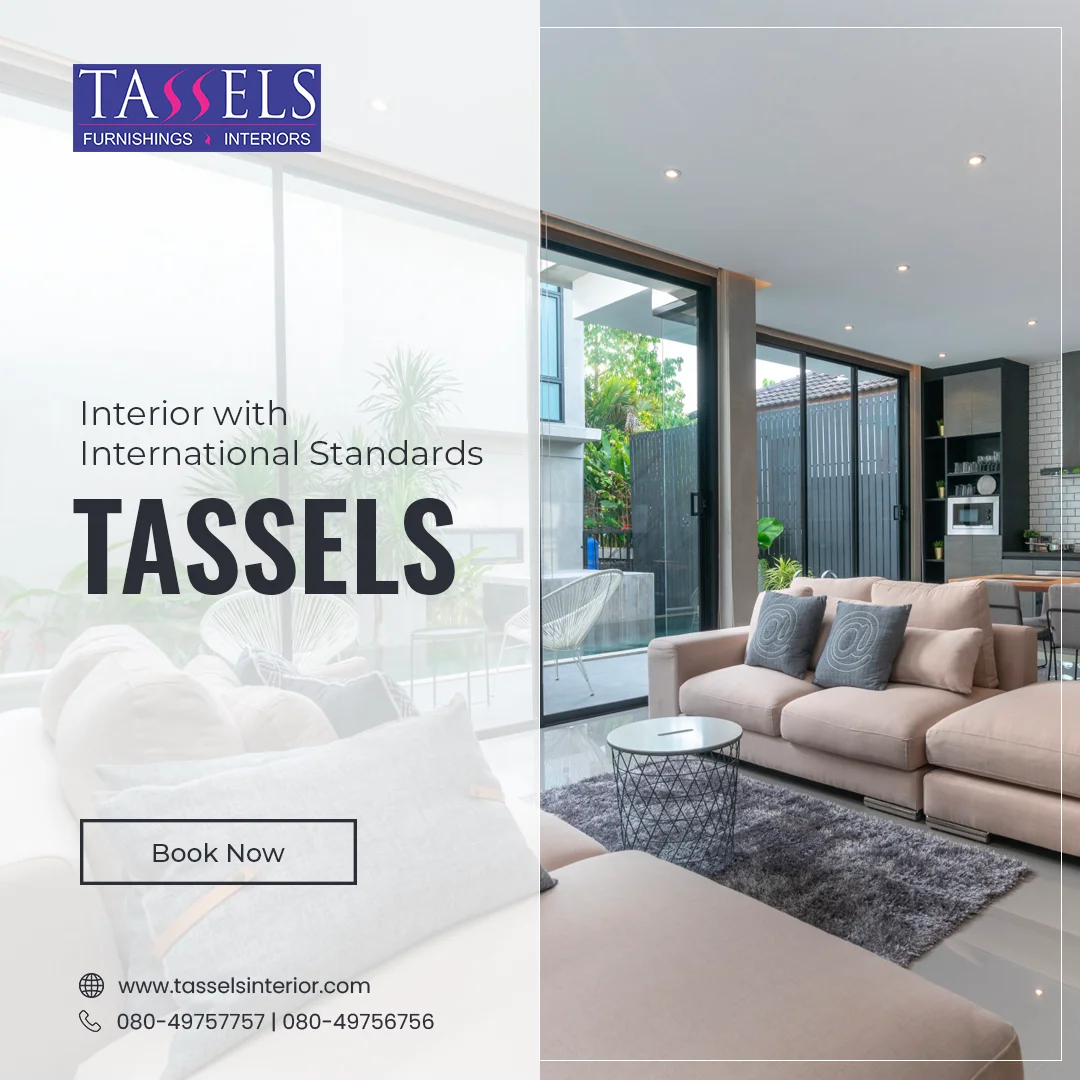 TASSELS
FURNISHINGS INTERIORS
Interior with
International Standards
TASSELS
Book Now
www.tasselsinterior.com
080-49757757 | 080-49756756
@ @